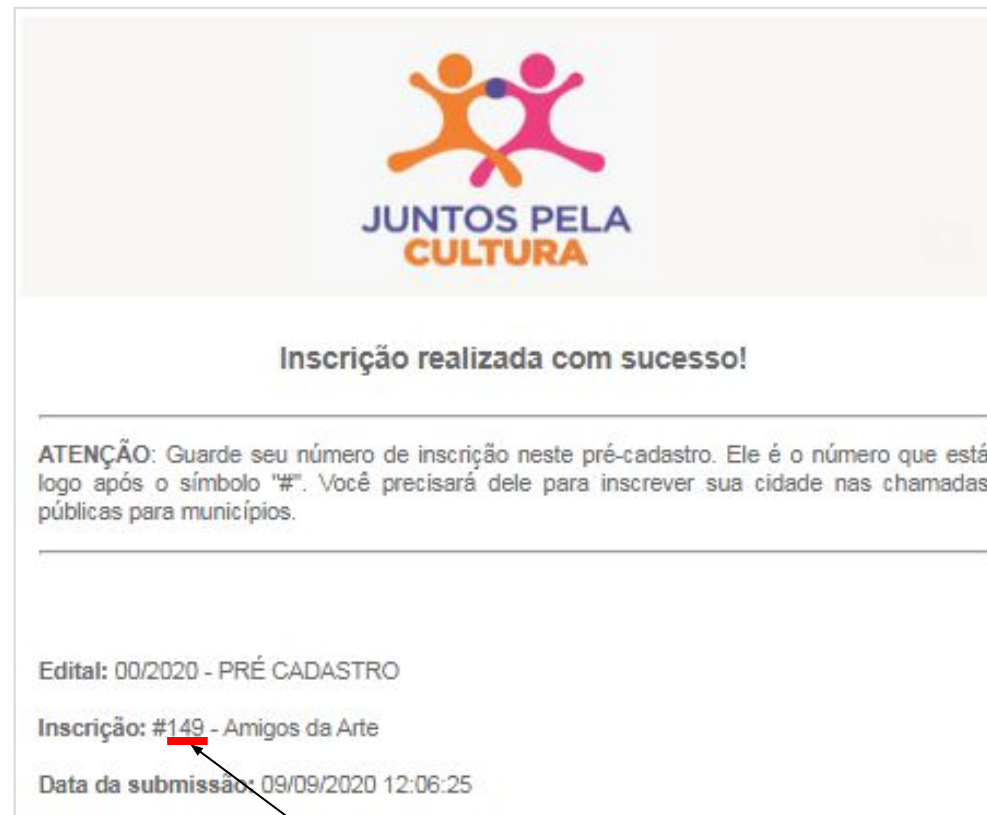 JUNTOS PELA
CULTURA
Inscrição realizada com sucesso!
ATENÇÃO: Guarde seu número de inscrição neste pré-cadastro. Ele é o número que está
logo após o símbolo "#". Você precisará dele para inscrever sua cidade nas chamadas
públicas para municípios.
Edital: 00/2020 - PRÉ CADASTRO
Inscrição: #149 - Amigos da Arte
Data da submissão: 09/09/2020 12:06:25